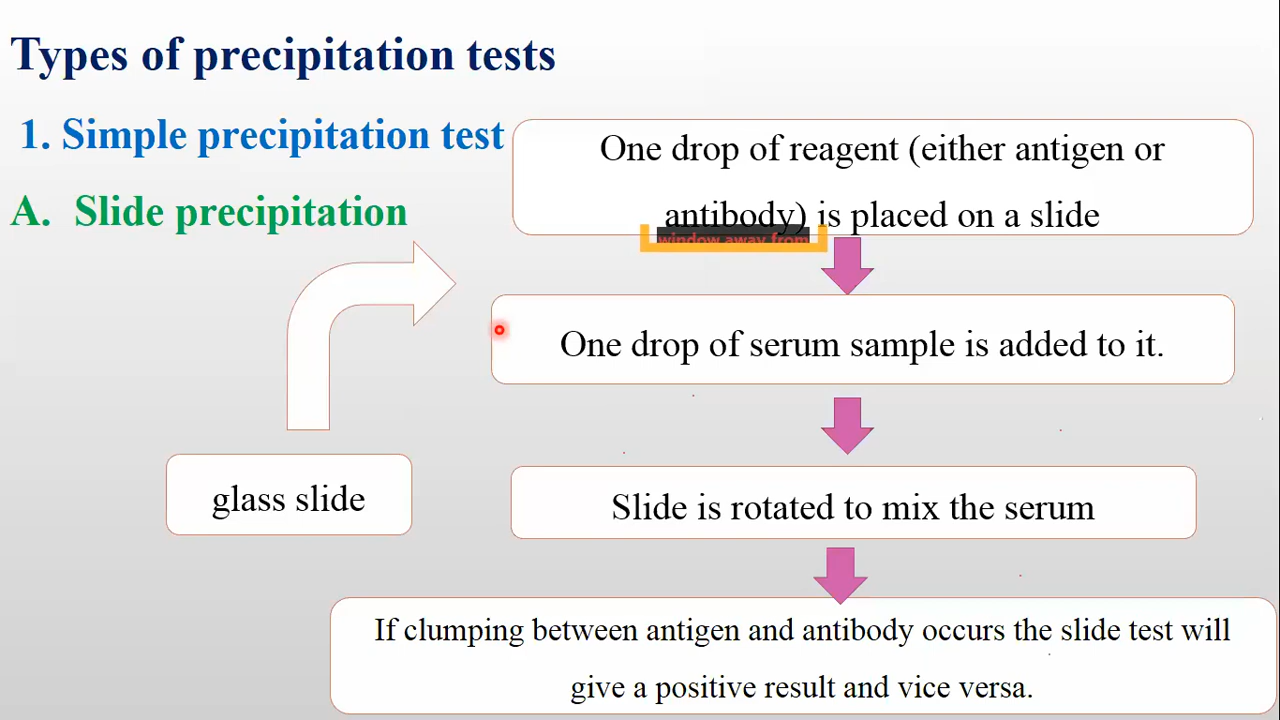 Types of precipitation tests
1. Simple precipitation test
A. Slide precipitation
One drop of reagent (either antigen or
antibody) is placed on a slide
window away from
One drop of serum sample is added to it.
glass slide
Slide is rotated to mix the serum
If clumping between antigen and antibody occurs the slide test will
give a positive result and vice versa.